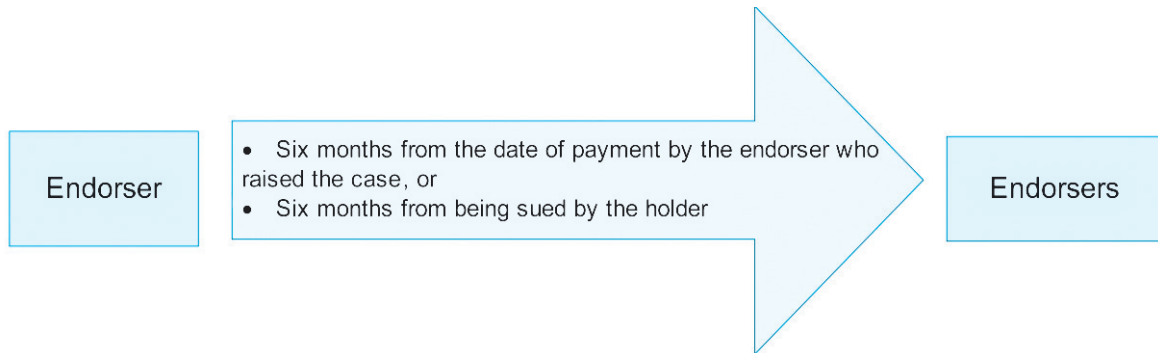 Endorser
• Six months from the date of payment by the endorser who
raised the case, or
• Six months from being sued by the holder
Endorsers